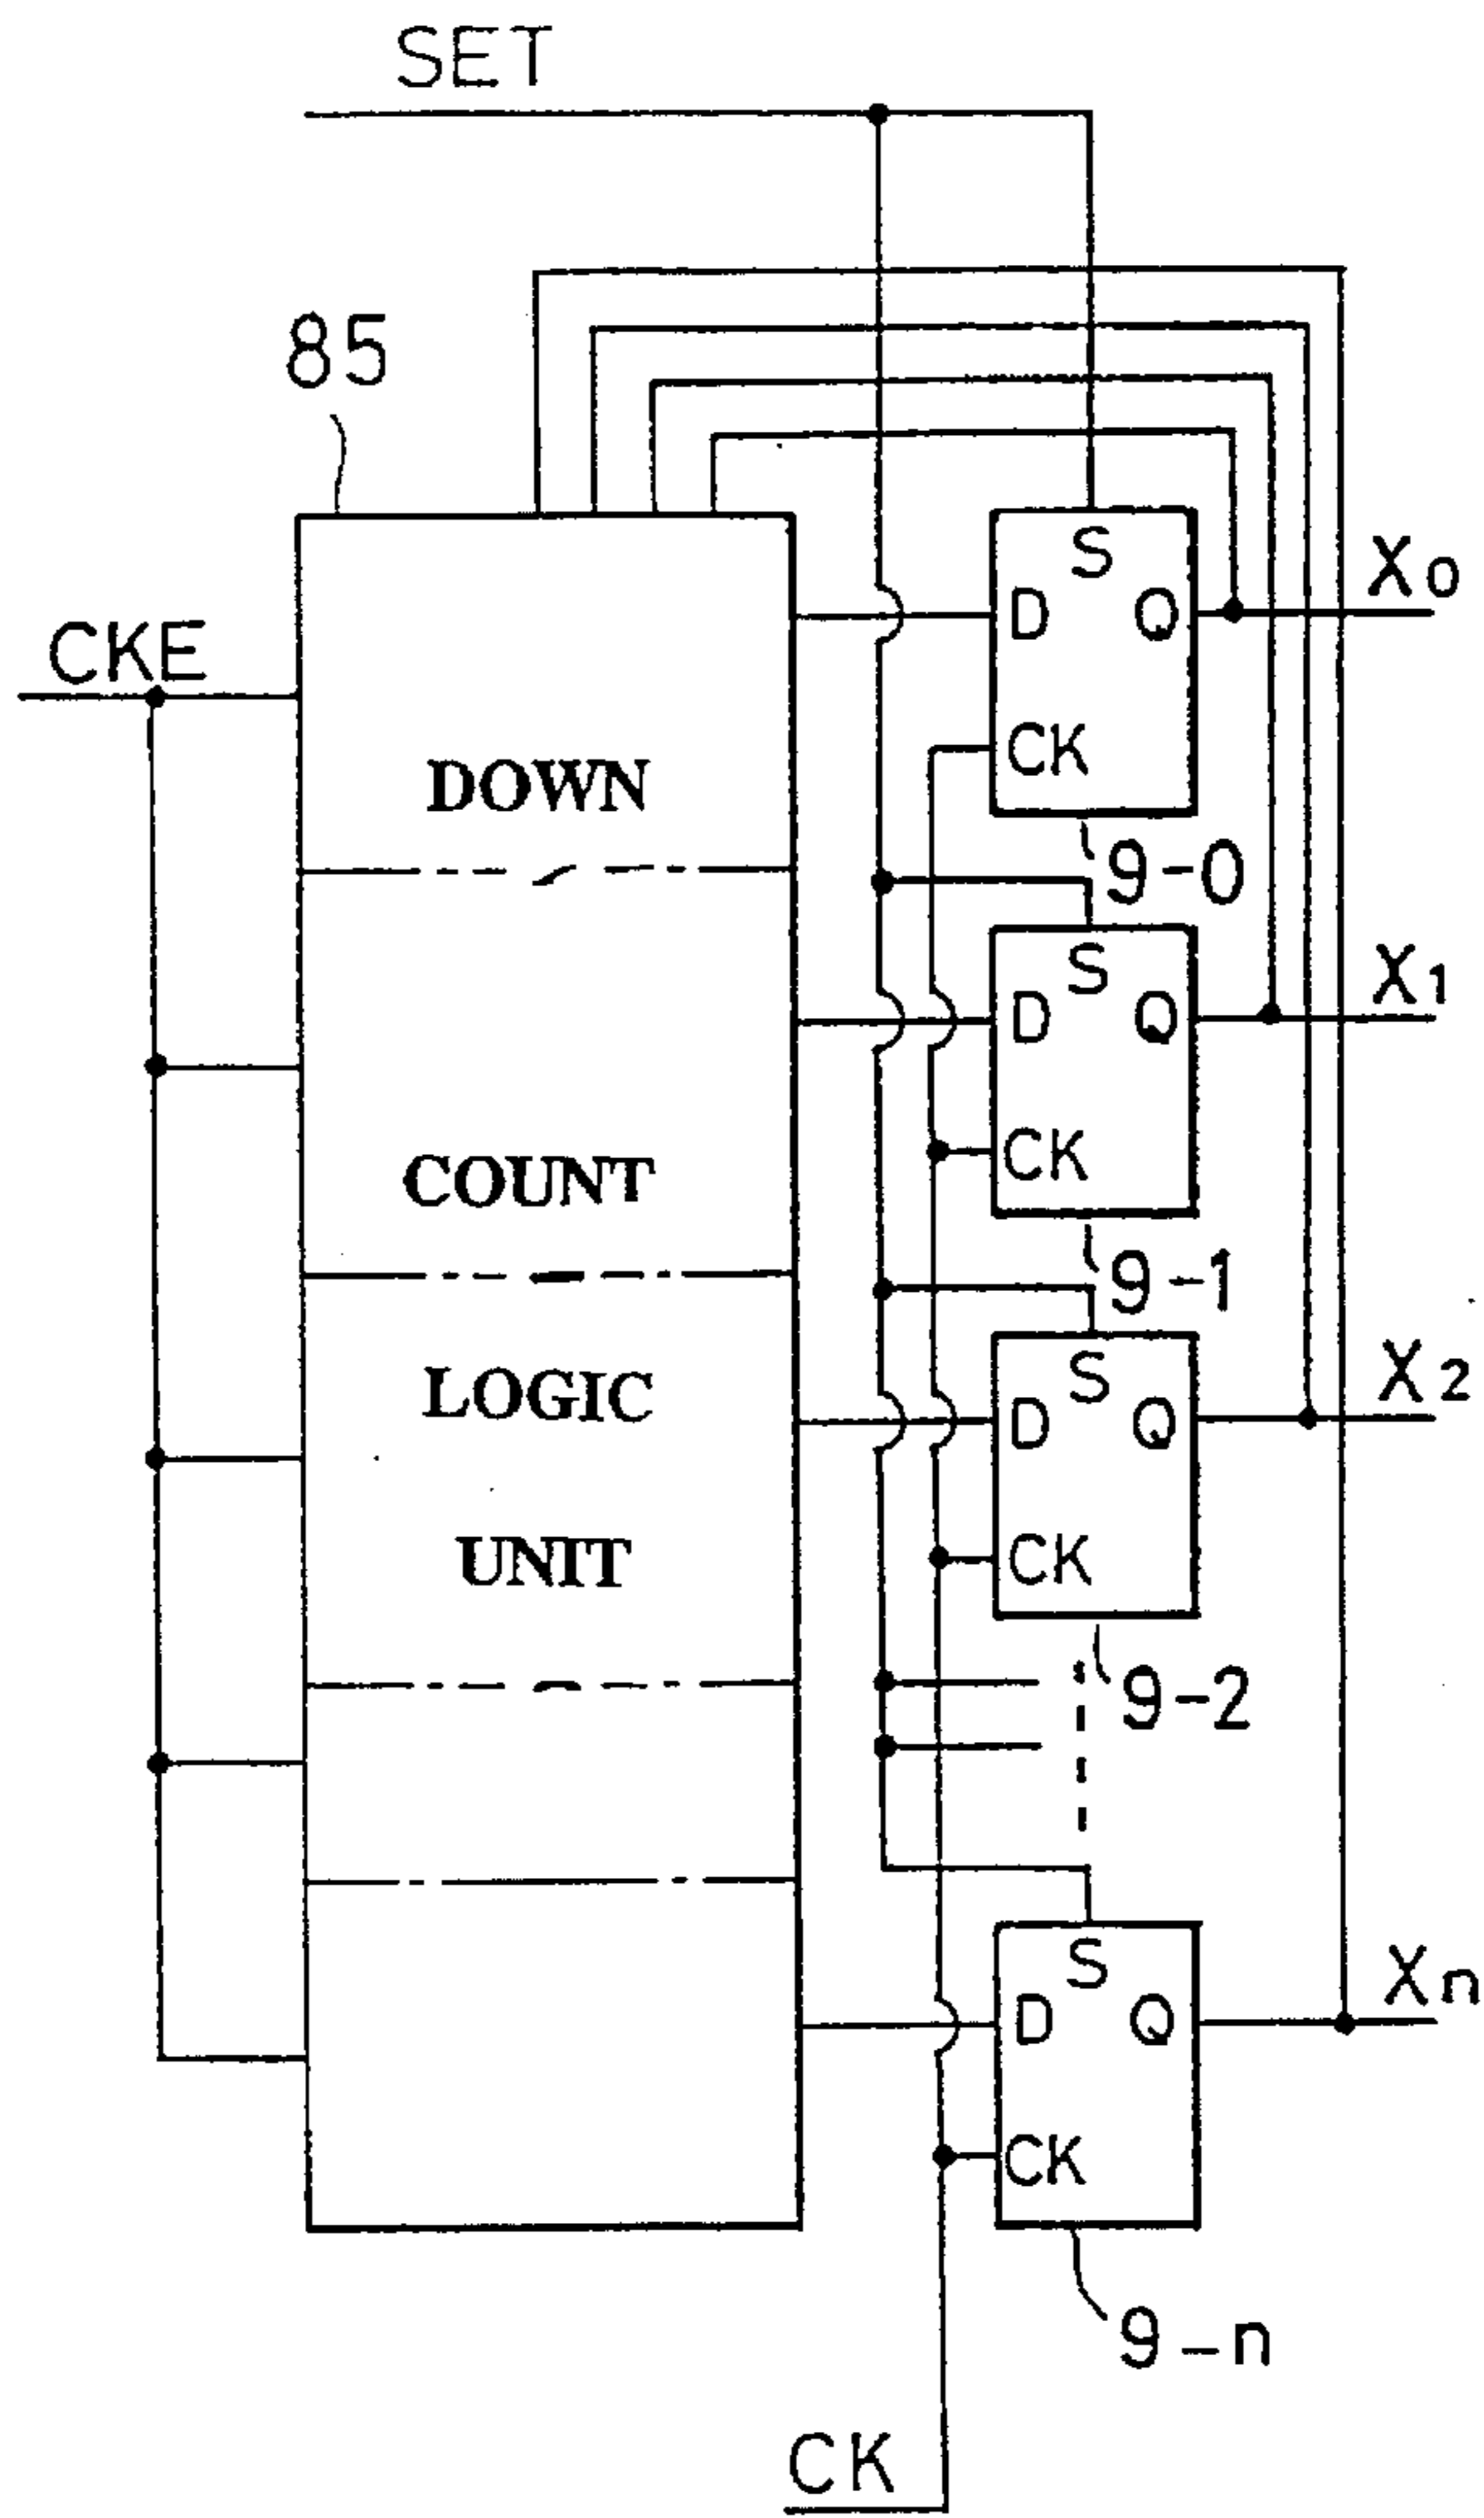 SET
85
CKE
DOWN
COUNT
LOGIC
UNIT
S
D Q
CK
9-0
X0
S
D Q
CK
9-1
X1
S
D Q
CK
9-2
X2
S
D Q
CK
9-n
Xn
CK